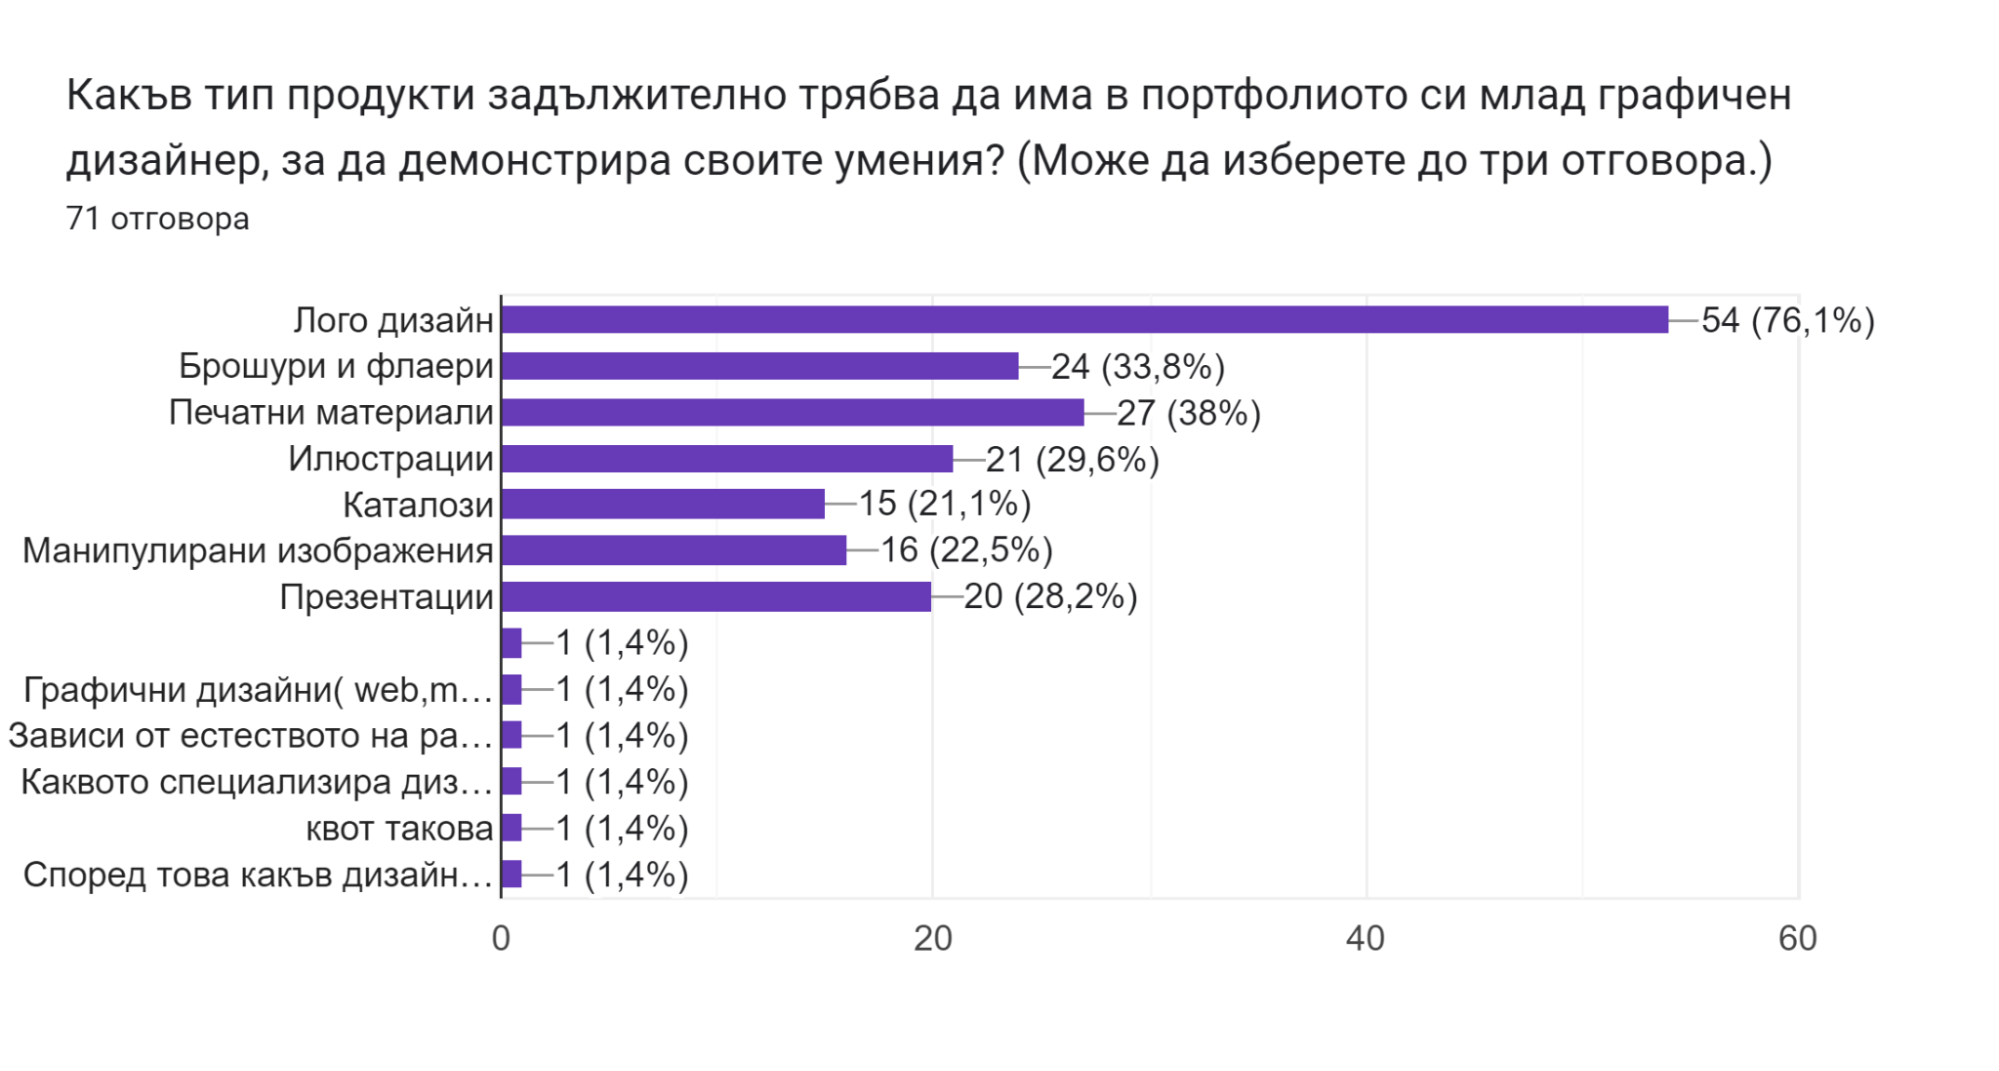 Какъв тип продукти задължително трябва да има в портфолиото си млад графичен
дизайнер, за да демонстрира своите умения? (Може да изберете до три отговора.)
71 отговора
Лого дизайн 54 (76,1%)
Брошури и флаери 24 (33,8%)
Печатни материали 27 (38%)
Илюстрации 21 (29,6%)
Каталози 15 (21,1%)
Манипулирани изображения 16 (22,5%)
Презентации 20 (28,2%)
1 (1,4%)
Графични дизайни( web,m… 1 (1,4%)
Зависи от естеството на ра… 1 (1,4%)
Каквото специализира диз… 1 (1,4%)
квот такова 1 (1,4%)
Според това какъв дизайн… 1 (1,4%)
0 20 40 60